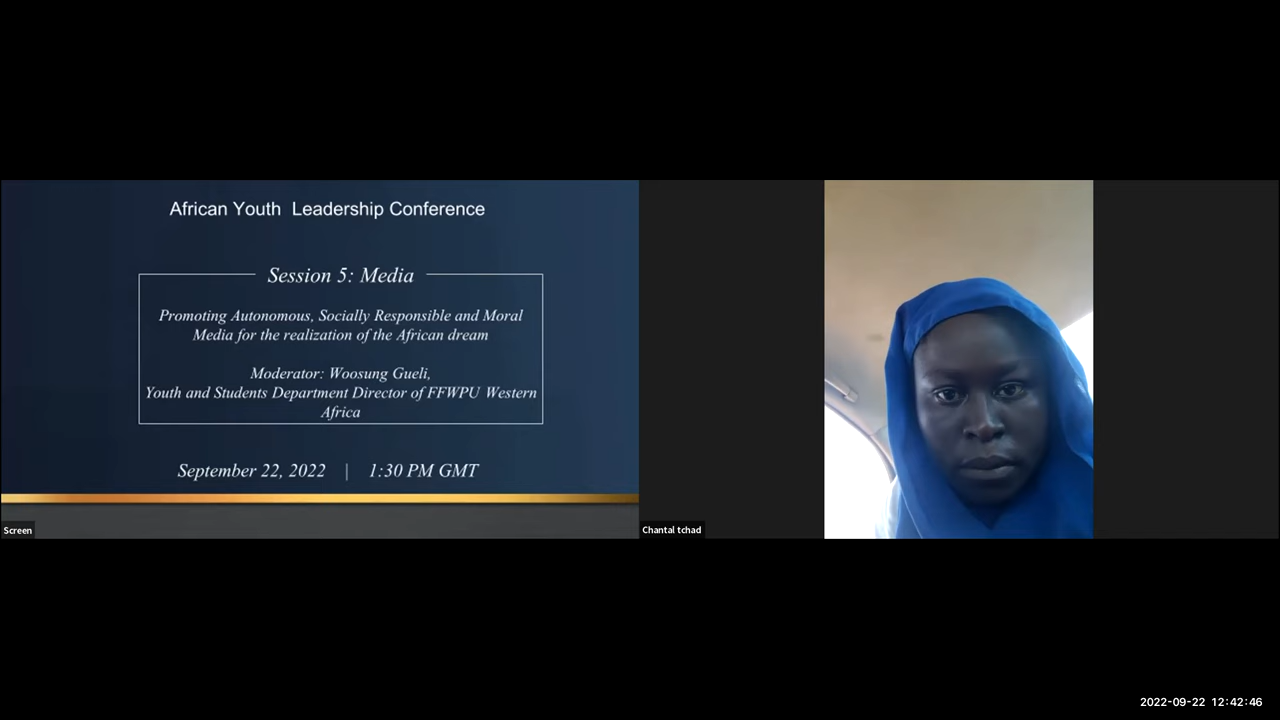 African Youth  Leadership Conference
Session 5: Media
Promoting Autonomous, Socially Responsible and Moral
Media for the realization of the African dream
Moderator: Woosung Gueli,
Youth and Students Department Director of FFWPU Western
Africa
September 22, 2022 | 1:30 PM GMT
Screen
Chantal tchad
2022-09-22 12:42:46